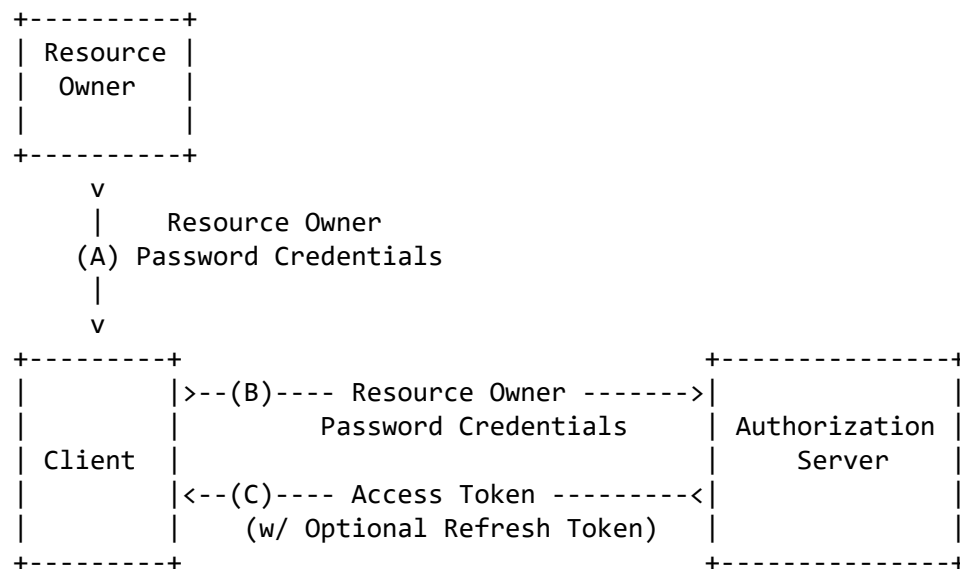 Resource
Owner
Resource Owner
(A) Password Credentials
v
v
>--(B)---- Resource Owner ------->
Password Credentials
Authorization
Client
Server
<--(C)---- Access Token ---------<
(w/ Optional Refresh Token)